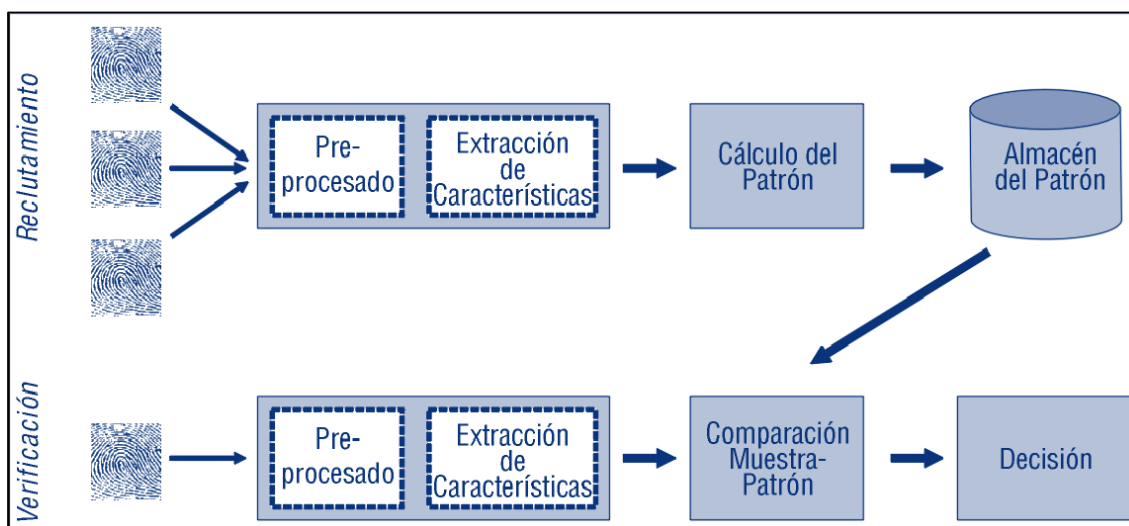 Reclutamiento
Pre-
procesado
Extracción
de
Características
Cálculo del
Patrón
Almacén
del Patrón
Verificación
Pre-
procesado
Extracción
de
Características
Comparación
Muestra-
Patrón
Decisión